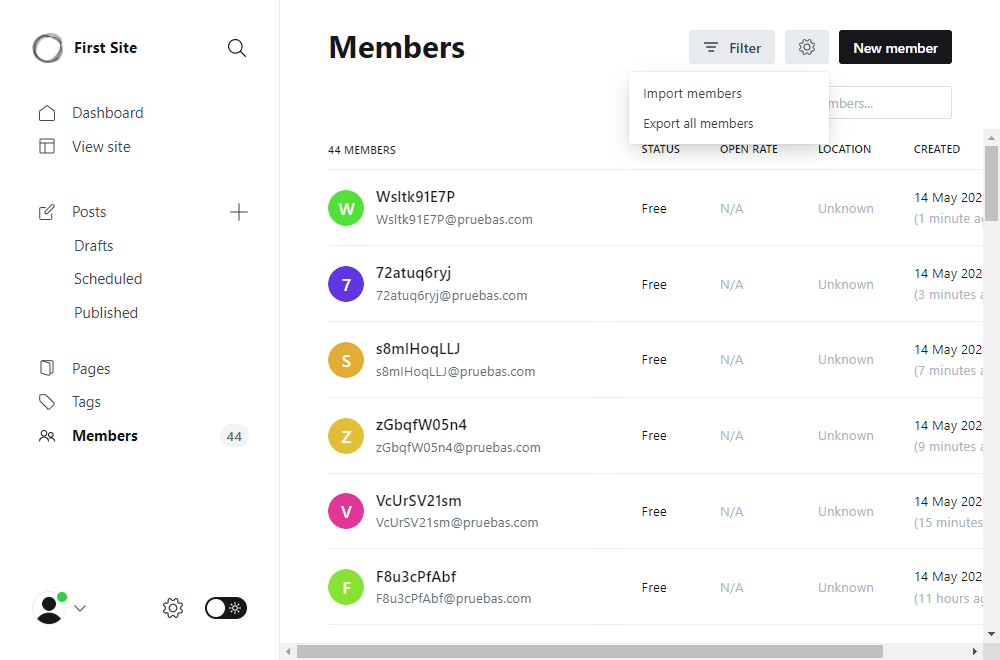 First Site
Dashboard
View site
Posts
Drafts
Scheduled
Published
Pages
Tags
Members
44
Members
Filter
New member
Import members
Export all members
44 MEMBERS
STATUS
OPEN RATE
LOCATION
CREATED
W
Wsltk91E7P
Wsltk91E7P@pruebas.com
Free
N/A
Unknown
14 May 202
(1 minute ag
7
72atuq6ryj
72atuq6ryj@pruebas.com
Free
N/A
Unknown
14 May 202
(3 minutes a
S
s8mIHoqLLJ
s8mIHoqLLJ@pruebas.com
Free
N/A
Unknown
14 May 202
(7 minutes a
Z
zGbqfW05n4
zGbqfW05n4@pruebas.com
Free
N/A
Unknown
14 May 202
(9 minutes a
V
VcUrSV21sm
VcUrSV21sm@pruebas.com
Free
N/A
Unknown
14 May 202
(15 minutes
F
F8u3cPfAbf
F8u3cPfAbf@pruebas.com
Free
N/A
Unknown
14 May 202
(11 hours ag